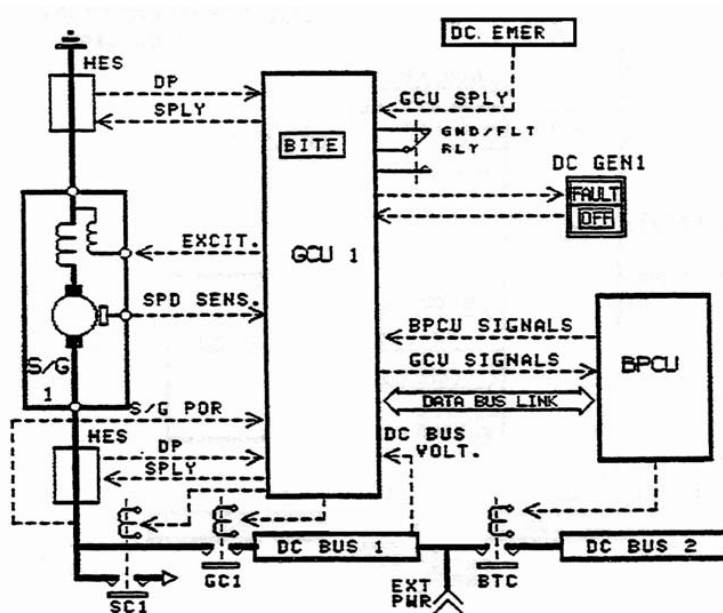 DC. EMER
HES
DP
SPLY
GCU SPLY
GND/FLT
RLY
BITE
DC GEN1
FAULT
OFF
EXCIT.
GCU 1
SPD SENS.
BPCU SIGNALS
GCU SIGNALS
BPCU
DATA BUS LINK
S/G
1
S/G POR
HES
DP
SPLY
DC BUS
VOLT.
DC BUS 1
DC BUS 2
GC1
EXT
PWR
BTC
SC1